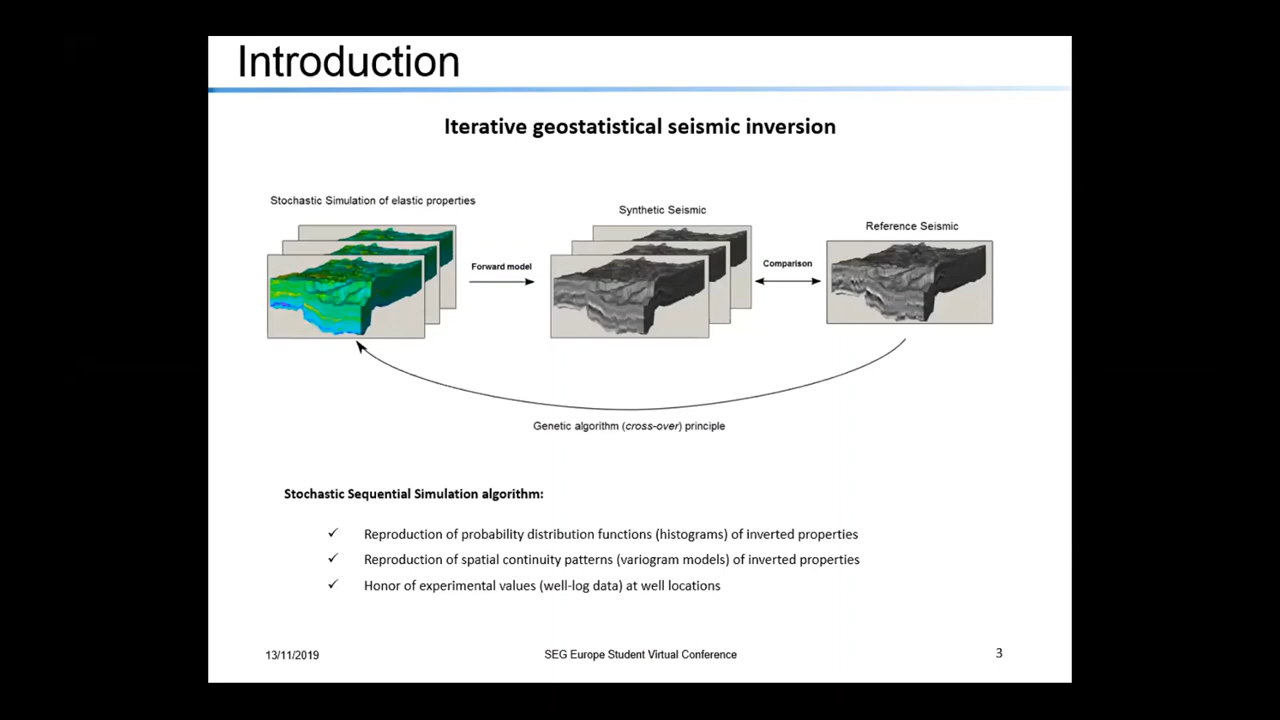 Introduction
Iterative geostatistical seismic inversion
Stochastic Simulation of elastic properties
Synthetic Seismic
Reference Seismic
Forward model
Comparison
Genetic algorithm (cross-over) principle
Stochastic Sequential Simulation algorithm:
✓ Reproduction of probability distribution functions (histograms) of inverted properties
✓ Reproduction of spatial continuity patterns (variogram models) of inverted properties
✓ Honor of experimental values (well-log data) at well locations
13/11/2019
SEG Europe Student Virtual Conference
3